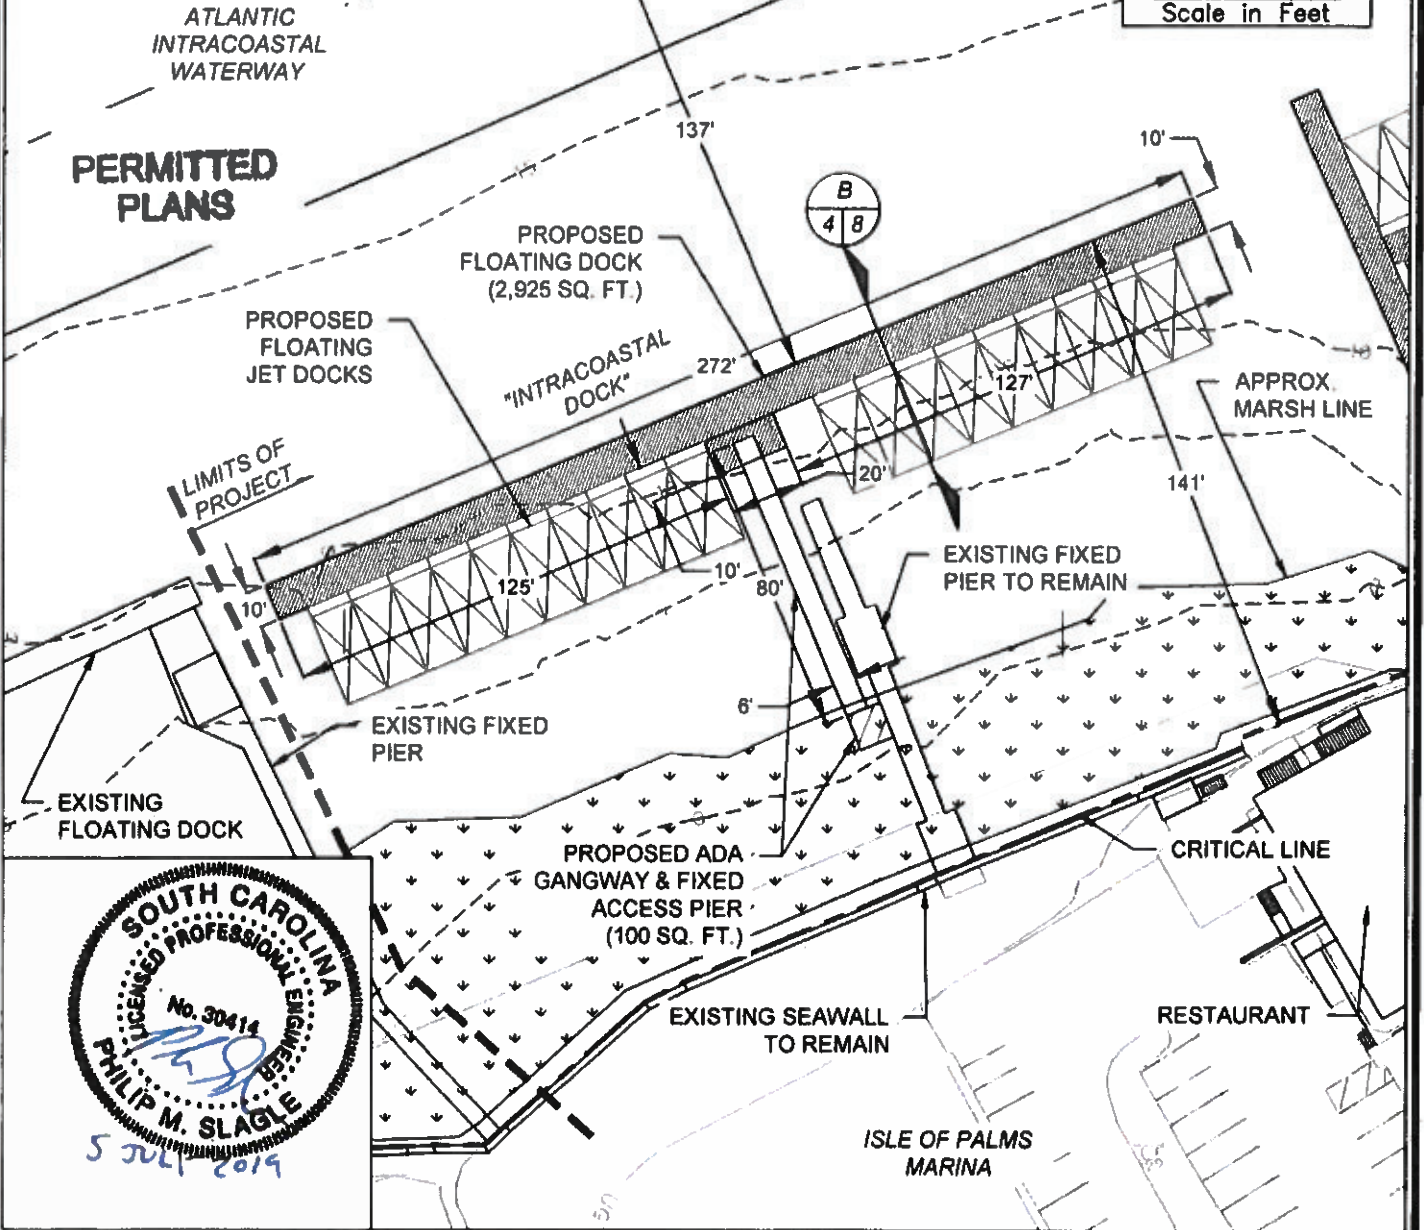 ATLANTIC
INTRACOASTAL
WATERWAY
Scale in Feet
PERMITTED
PLANS
137'
10'
B
4 8
PROPOSED
FLOATING DOCK
(2,925 SQ. FT.)
PROPOSED
FLOATING
JET DOCKS
"INTRACOASTAL
DOCK"
272'
127'
APPROX.
MARSH LINE
LIMITS OF
PROJECT
20'
141'
10'
125'
10'
80'
EXISTING FIXED
PIER TO REMAIN
6'
EXISTING FIXED
PIER
EXISTING
FLOATING DOCK
PROPOSED ADA
GANGWAY & FIXED
ACCESS PIER
(100 SQ. FT.)
CRITICAL LINE
SOUTH CAROLINA
LICENSED PROFESSIONAL ENGINEER
No. 30414
PHILIP M. SLAGLE
5 JULY 2019
EXISTING SEAWALL
TO REMAIN
RESTAURANT
ISLE OF PALMS
MARINA